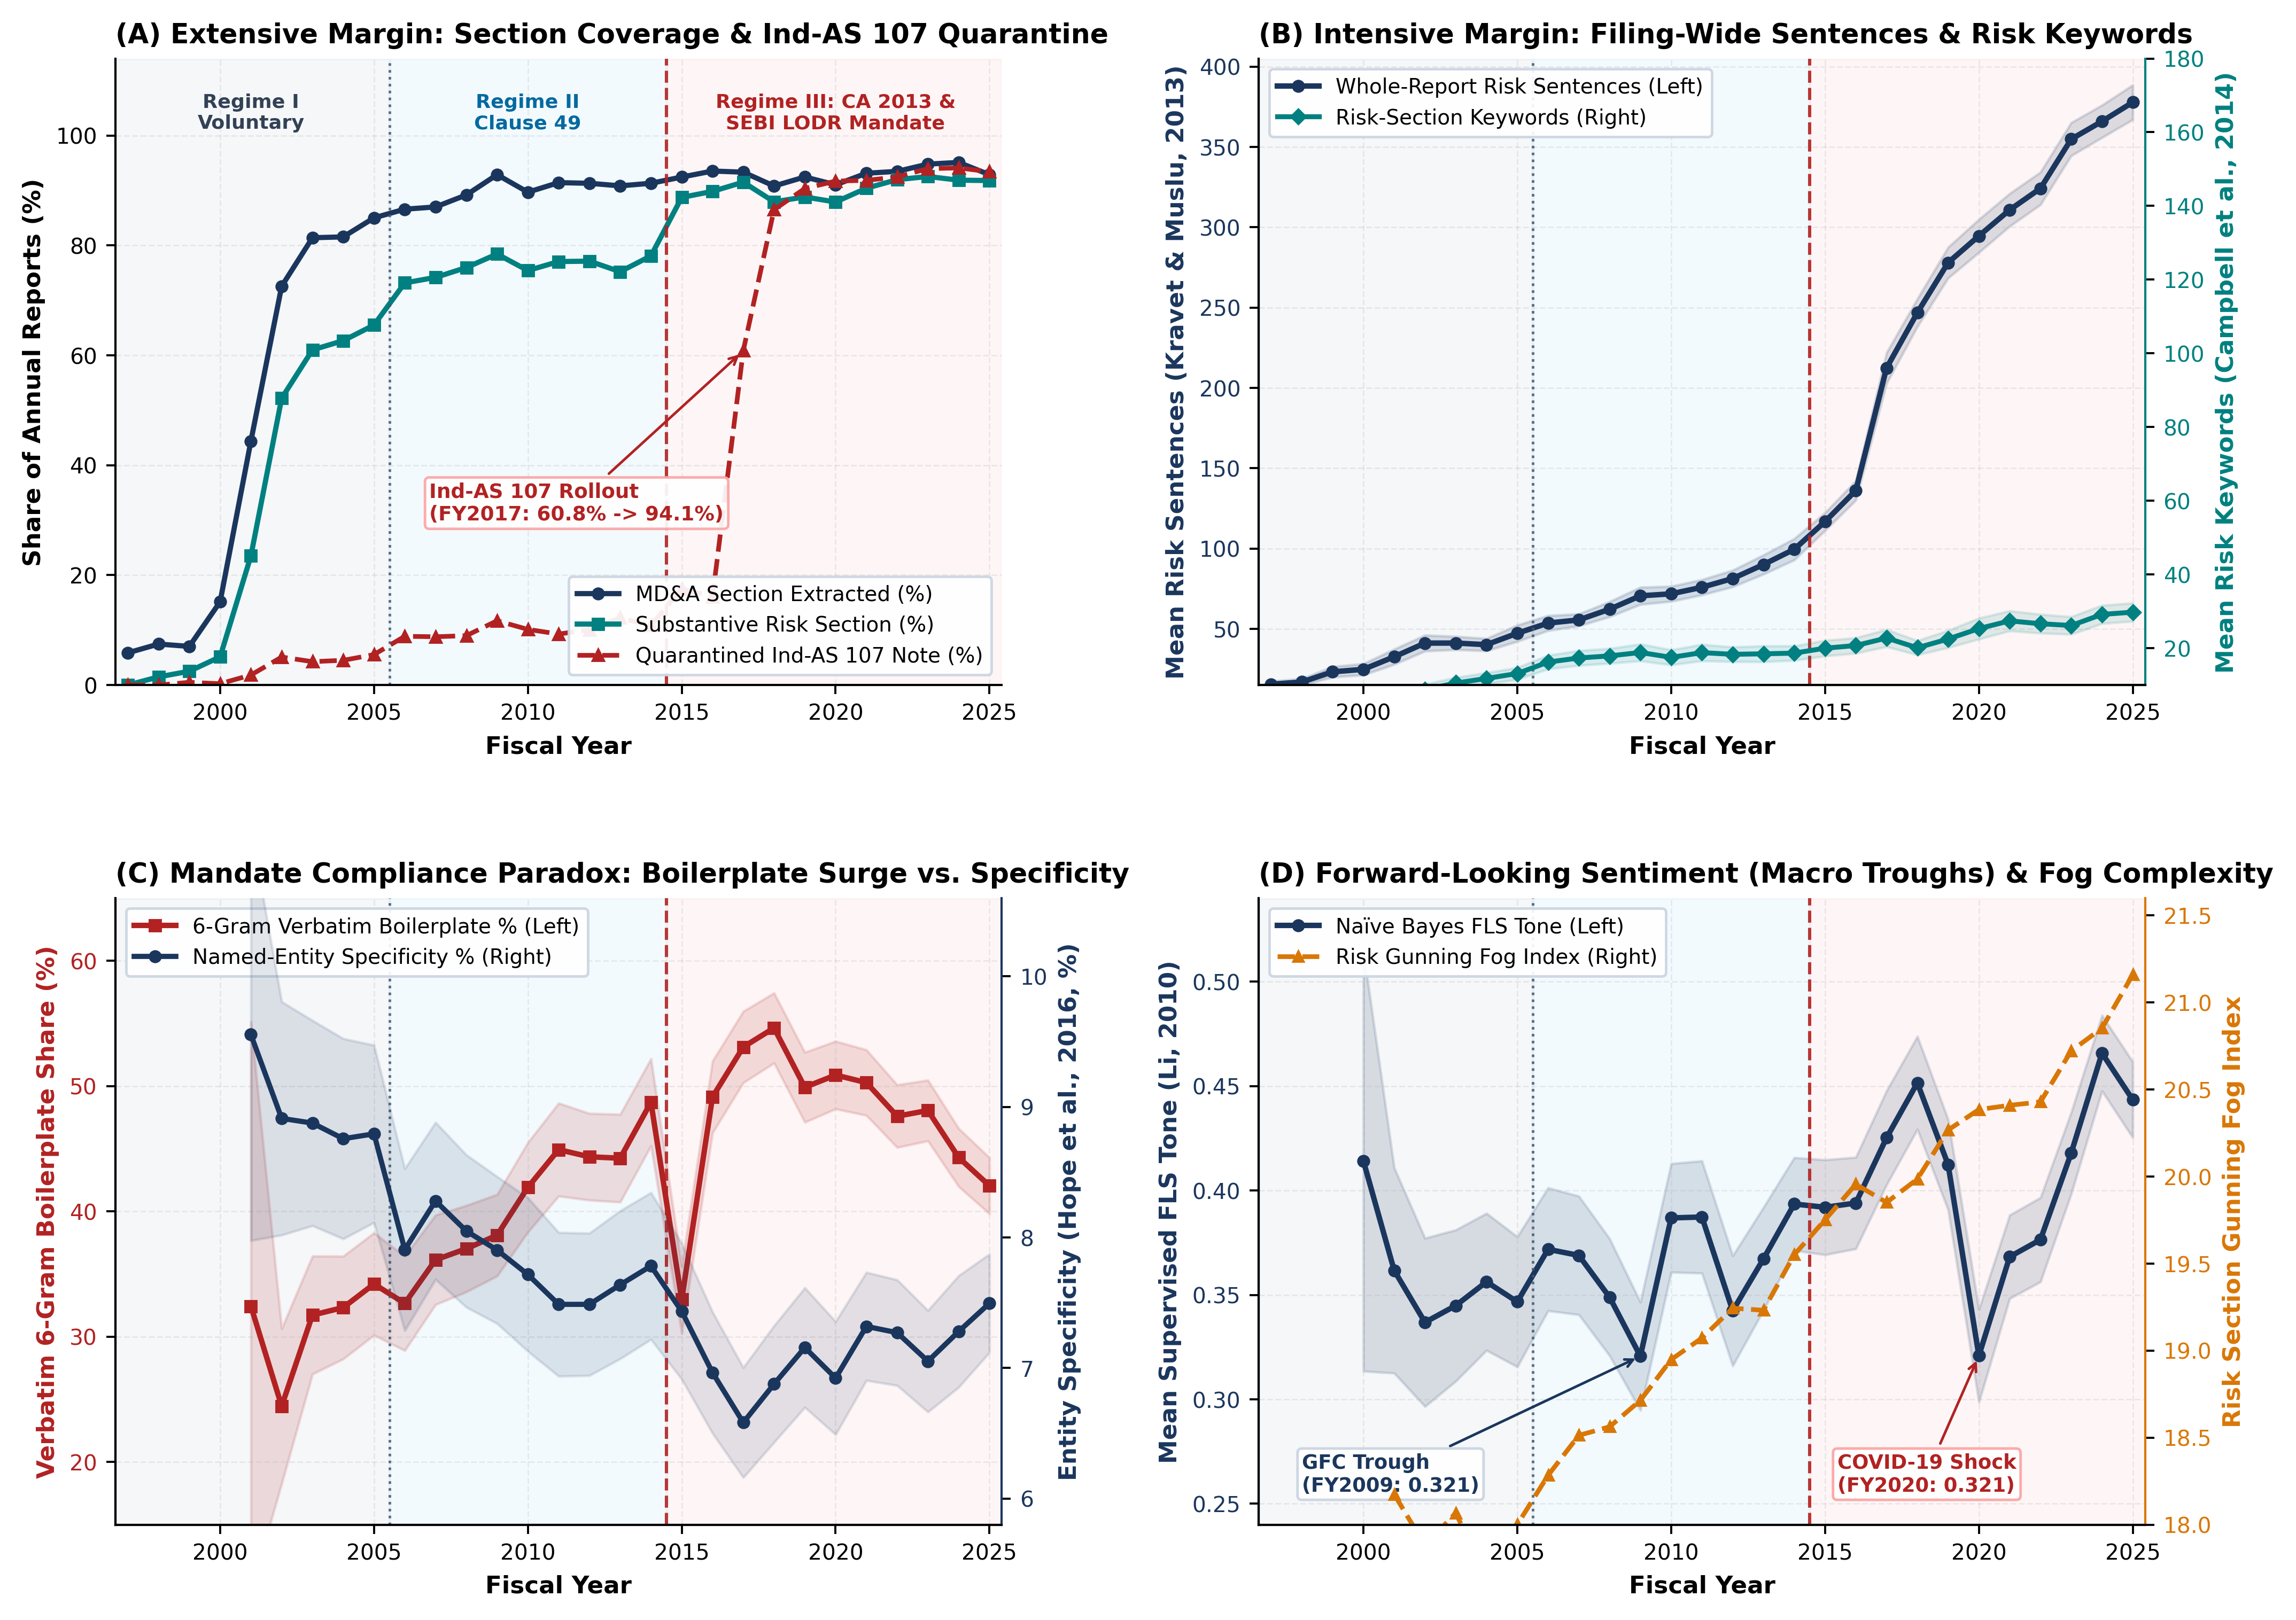 (A) Extensive Margin: Section Coverage & Ind-AS 107 Quarantine
Regime I
Voluntary
Regime II
Clause 49
Regime III: CA 2013 &
SEBI LODR Mandate
Share of Annual Reports (%)
100
80
60
40
20
0
Ind-AS 107 Rollout
(FY2017: 60.8% -> 94.1%)
MD&A Section Extracted (%)
Substantive Risk Section (%)
Quarantined Ind-AS 107 Note (%)
2000 2005 2010 2015 2020 2025
Fiscal Year
(B) Intensive Margin: Filing-Wide Sentences & Risk Keywords
Whole-Report Risk Sentences (Left)
Risk-Section Keywords (Right)
Mean Risk Sentences (Kravet & Muslu, 2013)
400
350
300
250
200
150
100
50
180
160
140
120
100
80
60
40
20
Mean Risk Keywords (Campbell et al., 2014)
2000 2005 2010 2015 2020 2025
Fiscal Year
(C) Mandate Compliance Paradox: Boilerplate Surge vs. Specificity
6-Gram Verbatim Boilerplate % (Left)
Named-Entity Specificity % (Right)
Verbatim 6-Gram Boilerplate Share (%)
60
50
40
30
20
10
9
8
7
6
Entity Specificity (Hope et al., 2016, %)
2000 2005 2010 2015 2020 2025
Fiscal Year
(D) Forward-Looking Sentiment (Macro Troughs) & Fog Complexity
Naïve Bayes FLS Tone (Left)
Risk Gunning Fog Index (Right)
Mean Supervised FLS Tone (Li, 2010)
0.50
0.45
0.40
0.35
0.30
0.25
GFC Trough
(FY2009: 0.321)
COVID-19 Shock
(FY2020: 0.321)
21.5
21.0
20.5
20.0
19.5
19.0
18.5
18.0
Risk Section Gunning Fog Index
2000 2005 2010 2015 2020 2025
Fiscal Year